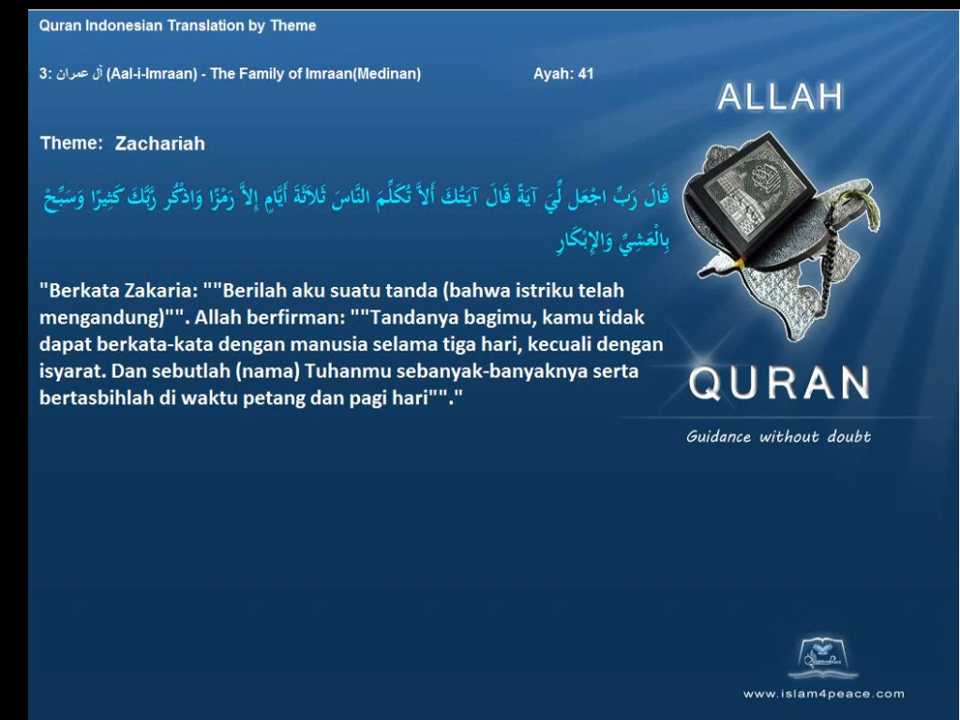 Quran Indonesian Translation by Theme
3: آل عمران (Aal-i-Imraan) - The Family of Imraan(Medinan) Ayah: 41
Theme: Zachariah
قَالَ رَبِّ اجْعَل لِّيَ آيَةً قَالَ آيَتُكَ أَلاَّ تُكَلِّمَ النَّاسَ ثَلاَثَةَ أَيَّامٍ إِلاَّ رَمْزًا وَاذْكُر رَّبَّكَ كَثِيرًا وَسَبِّحْ
بِالْعَشِيِّ وَالإِبْكَارِ
"Berkata Zakaria: ""Berilah aku suatu tanda (bahwa istriku telah
mengandung)"". Allah berfirman: ""Tandanya bagimu, kamu tidak
dapat berkata-kata dengan manusia selama tiga hari, kecuali dengan
isyarat. Dan sebutlah (nama) Tuhanmu sebanyak-banyaknya serta
bertasbihlah di waktu petang dan pagi hari""."
ALLAH
QURAN
Guidance without doubt
www.islam4peace.com